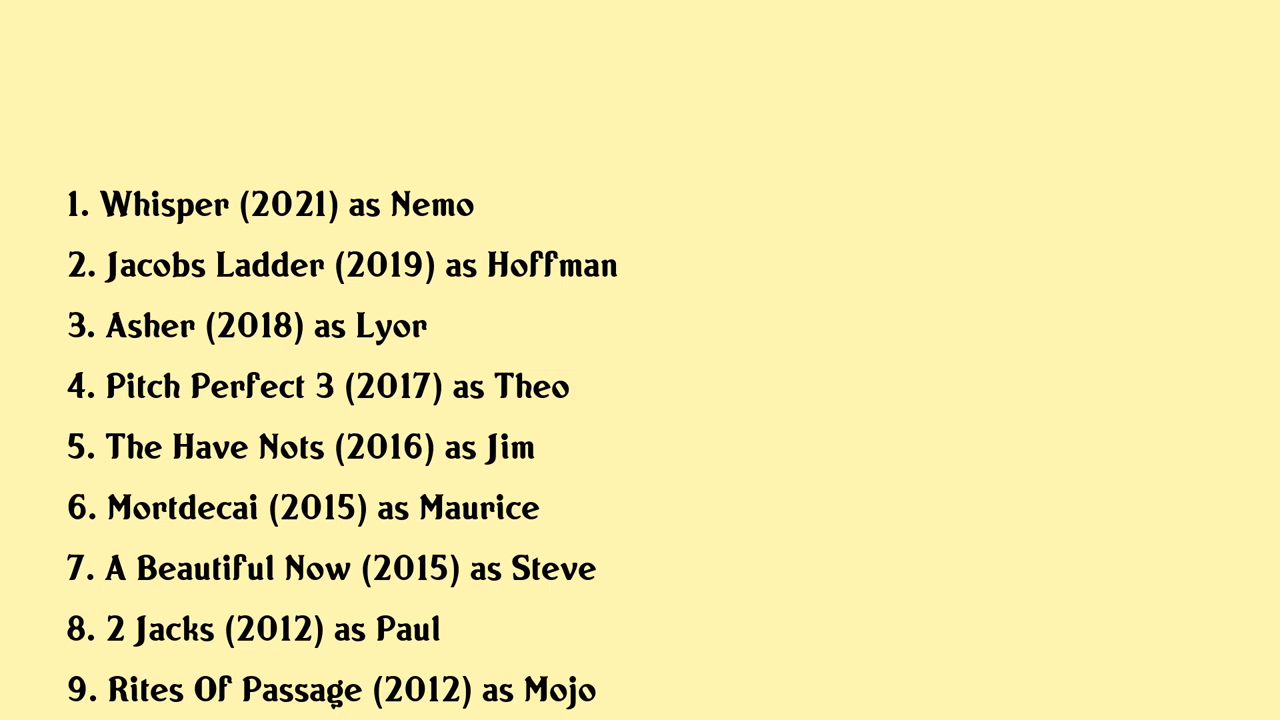 1. Whisper (2021) as Nemo
2. Jacobs Ladder (2019) as Hoffman
3. Asher (2018) as Lyor
4. Pitch Perfect 3 (2017) as Theo
5. The Have Nots (2016) as Jim
6. Mortdecai (2015) as Maurice
7. A Beautiful Now (2015) as Steve
8. 2 Jacks (2012) as Paul
9. Rites Of Passage (2012) as Mojo